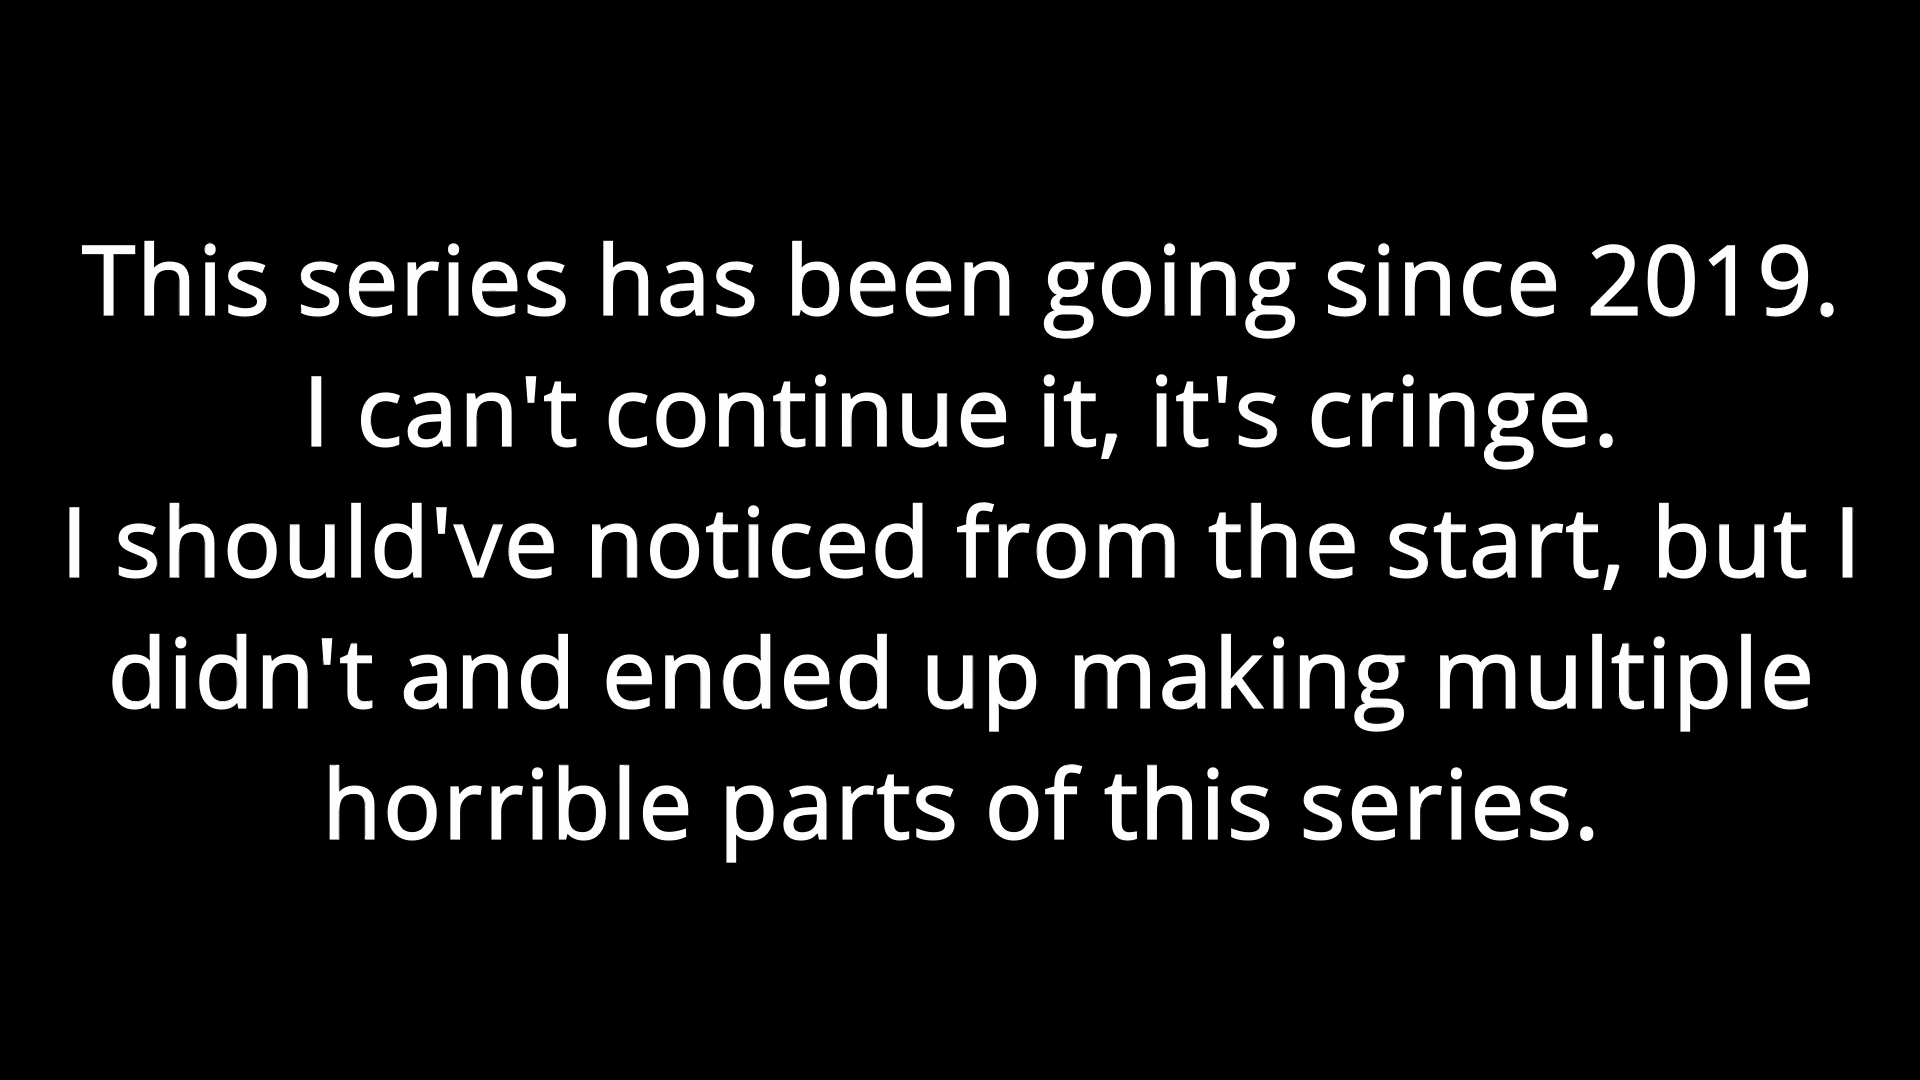 This series has been going since 2019.
I can't continue it, it's cringe.
I should've noticed from the start, but I
didn't and ended up making multiple
horrible parts of this series.